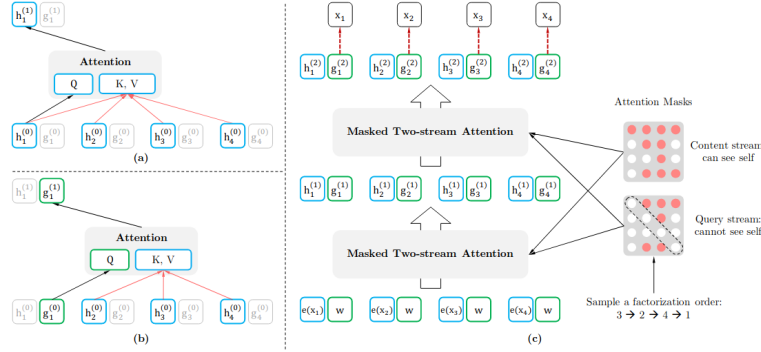 h₁⁽¹⁾ g₁⁽¹⁾
Attention
Q K, V
h₁⁽⁰⁾ g₁⁽⁰⁾ h₂⁽⁰⁾ g₂⁽⁰⁾ h₃⁽⁰⁾ g₃⁽⁰⁾ h₄⁽⁰⁾ g₄⁽⁰⁾
(a)
h₁⁽¹⁾ g₁⁽¹⁾
Attention
Q K, V
h₁⁽⁰⁾ g₁⁽⁰⁾ h₂⁽⁰⁾ g₂⁽⁰⁾ h₃⁽⁰⁾ g₃⁽⁰⁾ h₄⁽⁰⁾ g₄⁽⁰⁾
(b)
x₁ x₂ x₃ x₄
h₁⁽²⁾ g₁⁽²⁾ h₂⁽²⁾ g₂⁽²⁾ h₃⁽²⁾ g₃⁽²⁾ h₄⁽²⁾ g₄⁽²⁾
Masked Two-stream Attention
h₁⁽¹⁾ g₁⁽¹⁾ h₂⁽¹⁾ g₂⁽¹⁾ h₃⁽¹⁾ g₃⁽¹⁾ h₄⁽¹⁾ g₄⁽¹⁾
Masked Two-stream Attention
e(x₁) w e(x₂) w e(x₃) w e(x₄) w
(c)
Attention Masks
Content stream:
can see self
Query stream:
cannot see self
Sample a factorization order:
3 → 2 → 4 → 1